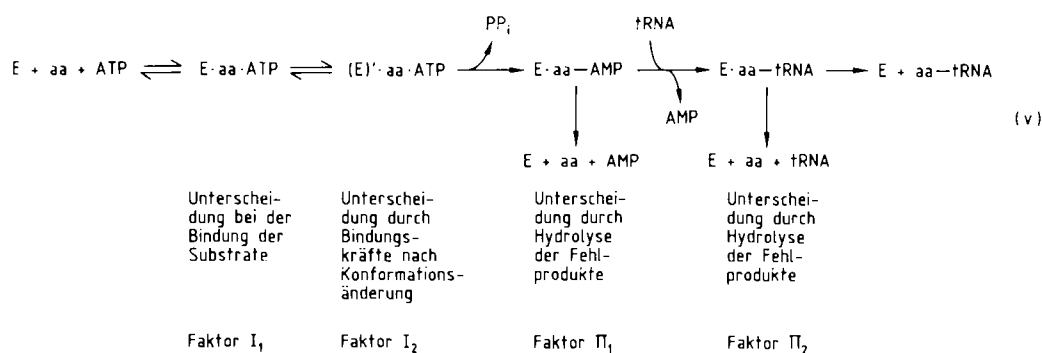 PPi tRNA
E + aa + ATP ⇌ E·aa·ATP ⇌ (E)'·aa·ATP → E·aa—AMP → E·aa—tRNA → E + aa—tRNA
AMP
(v)
E + aa + AMP E + aa + tRNA
Unterschei- Unterschei- Unterschei- Unterschei-
dung bei der dung durch dung durch dung durch
Bindung der Bindungs- Hydrolyse Hydrolyse
Substrate kräfte nach der Fehl- der Fehl-
Konformations- produkte produkte
änderung
Faktor I₁ Faktor I₂ Faktor Π₁ Faktor Π₂